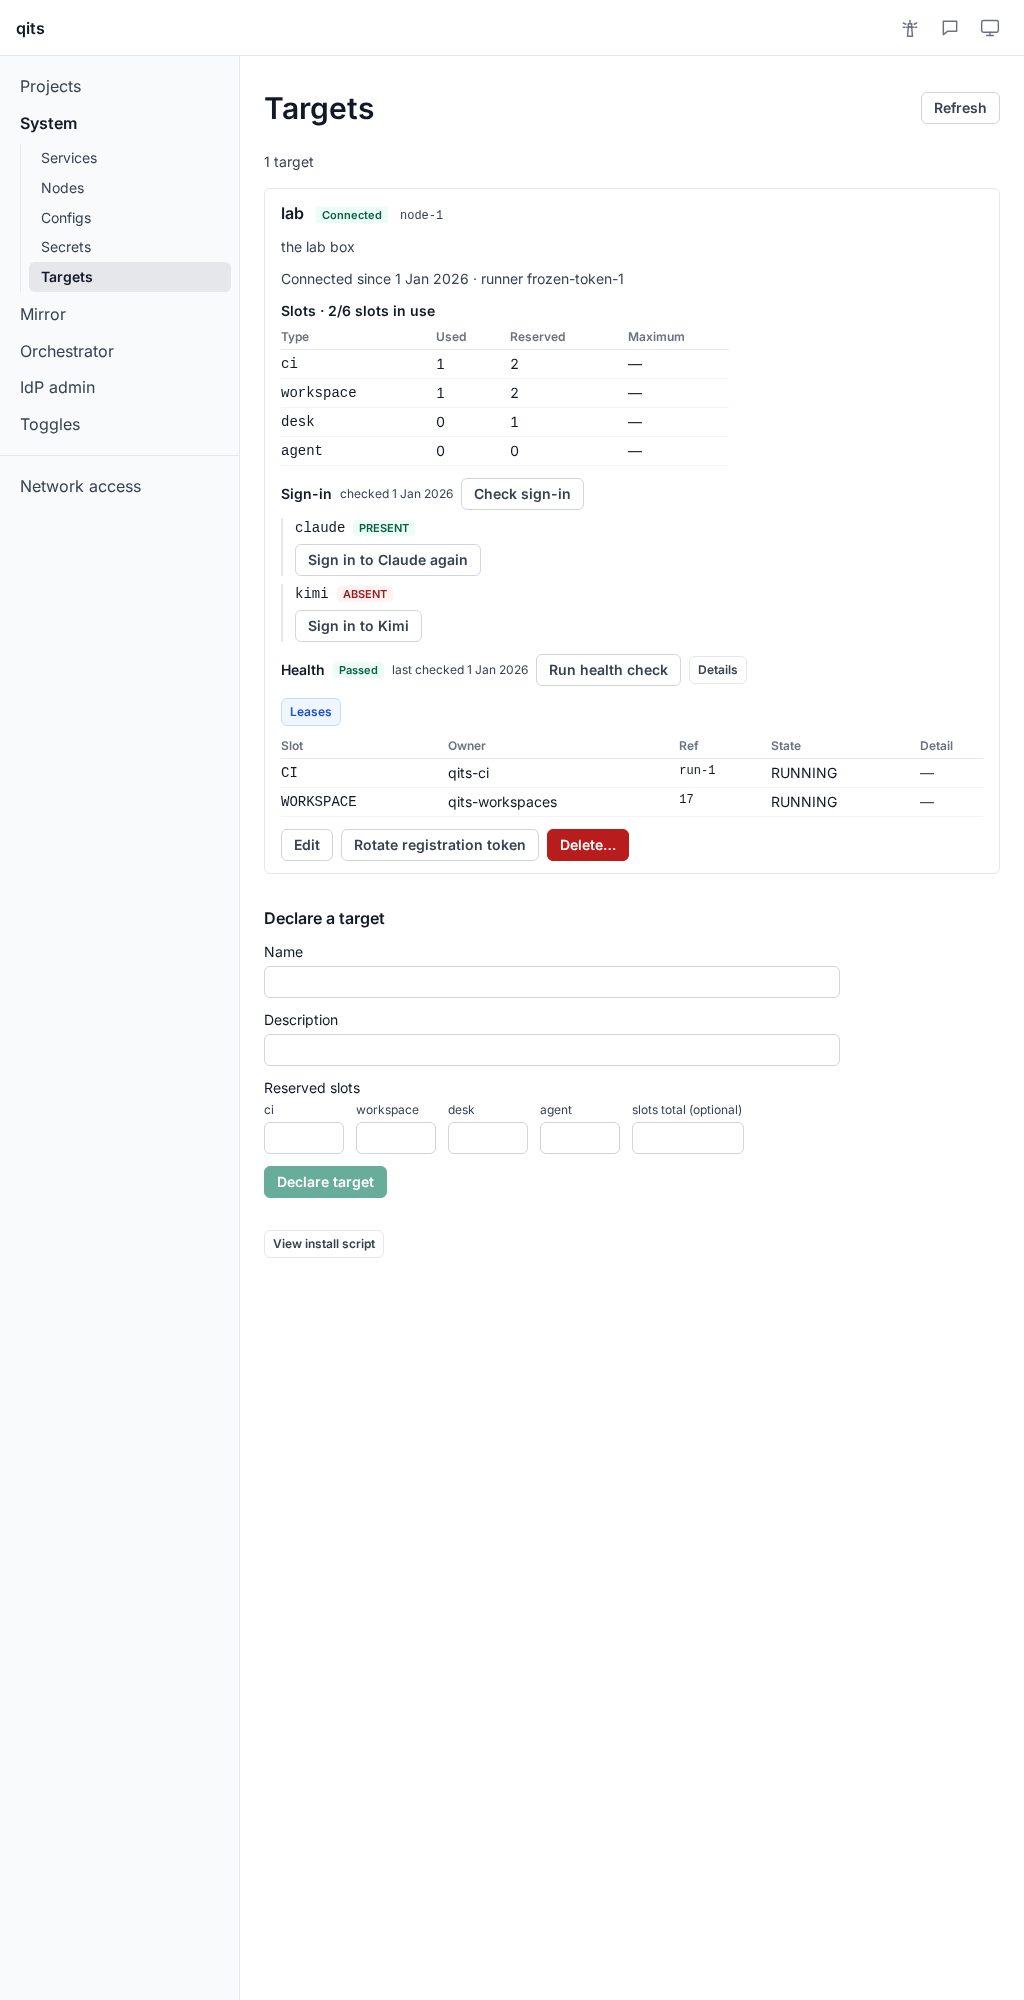 qits
Projects
System
Services
Nodes
Configs
Secrets
Targets
Mirror
Orchestrator
IdP admin
Toggles
Network access
Targets
Refresh
1 target
lab Connected node-1
the lab box
Connected since 1 Jan 2026 · runner frozen-token-1
Slots · 2/6 slots in use
Type Used Reserved Maximum
ci 1 2 —
workspace 1 2 —
desk 0 1 —
agent 0 0 —
Sign-in checked 1 Jan 2026 Check sign-in
claude PRESENT
Sign in to Claude again
kimi ABSENT
Sign in to Kimi
Health Passed last checked 1 Jan 2026 Run health check Details
Leases
Slot Owner Ref State Detail
CI qits-ci run-1 RUNNING —
WORKSPACE qits-workspaces 17 RUNNING —
Edit Rotate registration token Delete…
Declare a target
Name
Description
Reserved slots
ci workspace desk agent slots total (optional)
Declare target
View install script